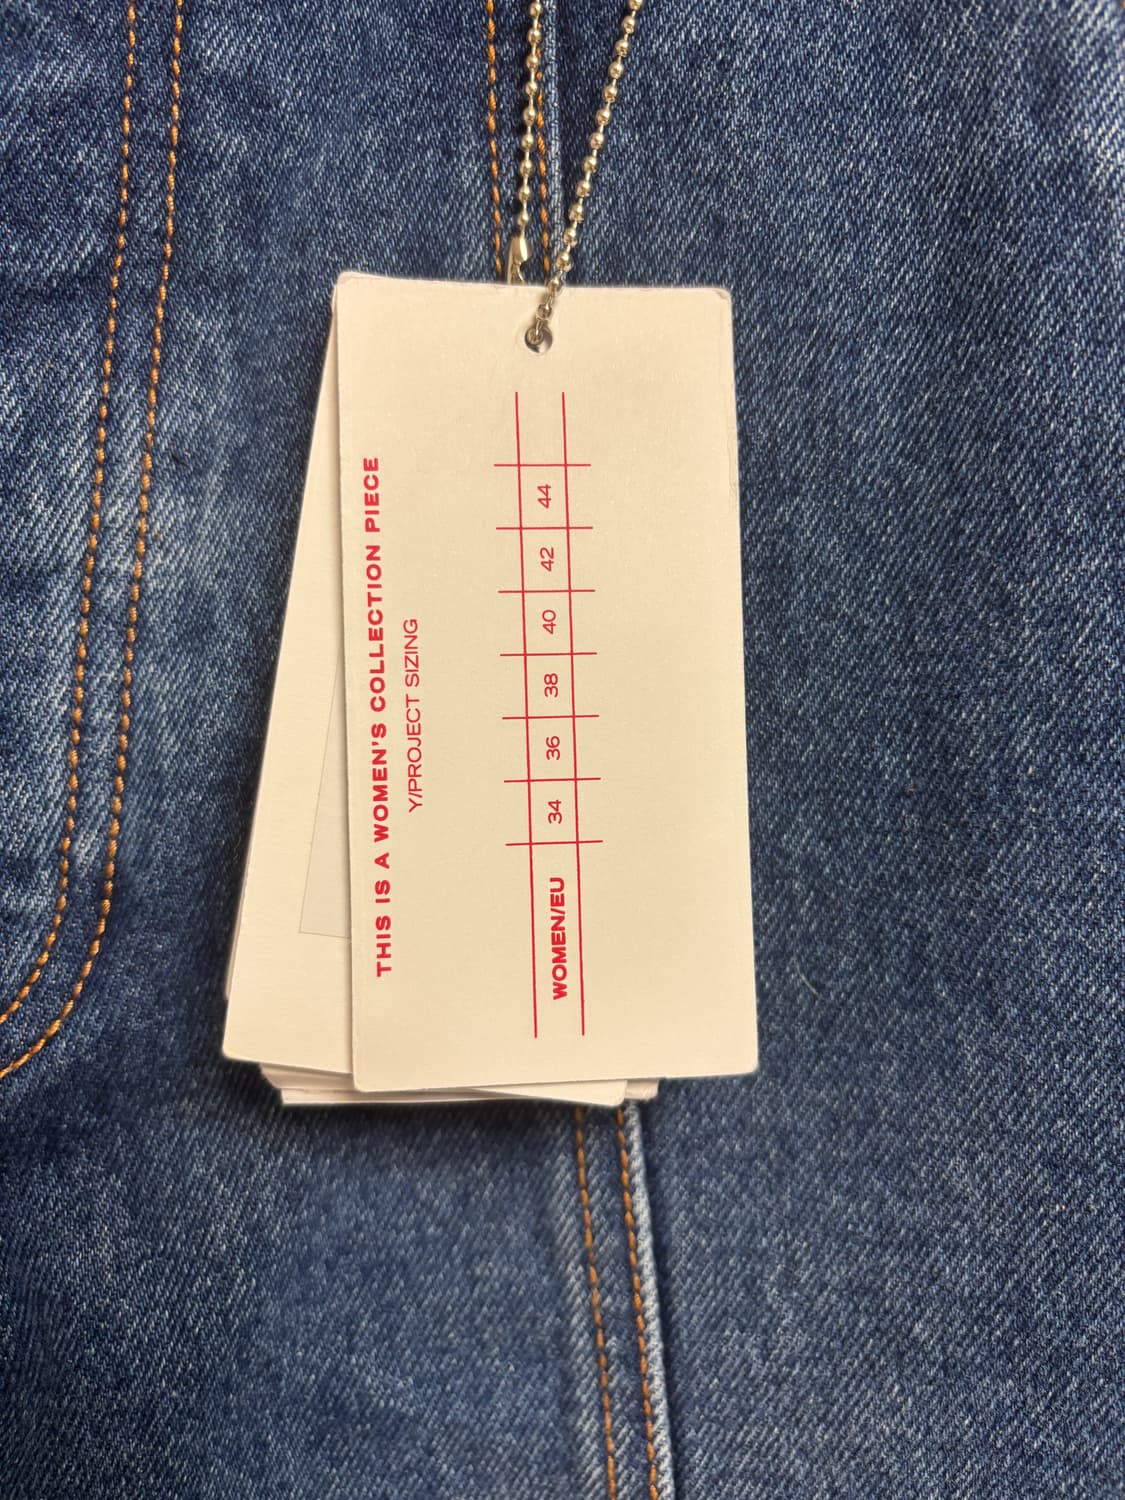 THIS IS A WOMEN'S COLLECTION PIECE
Y/PROJECT SIZING
WOMEN/EU 34 36 38 40 42 44